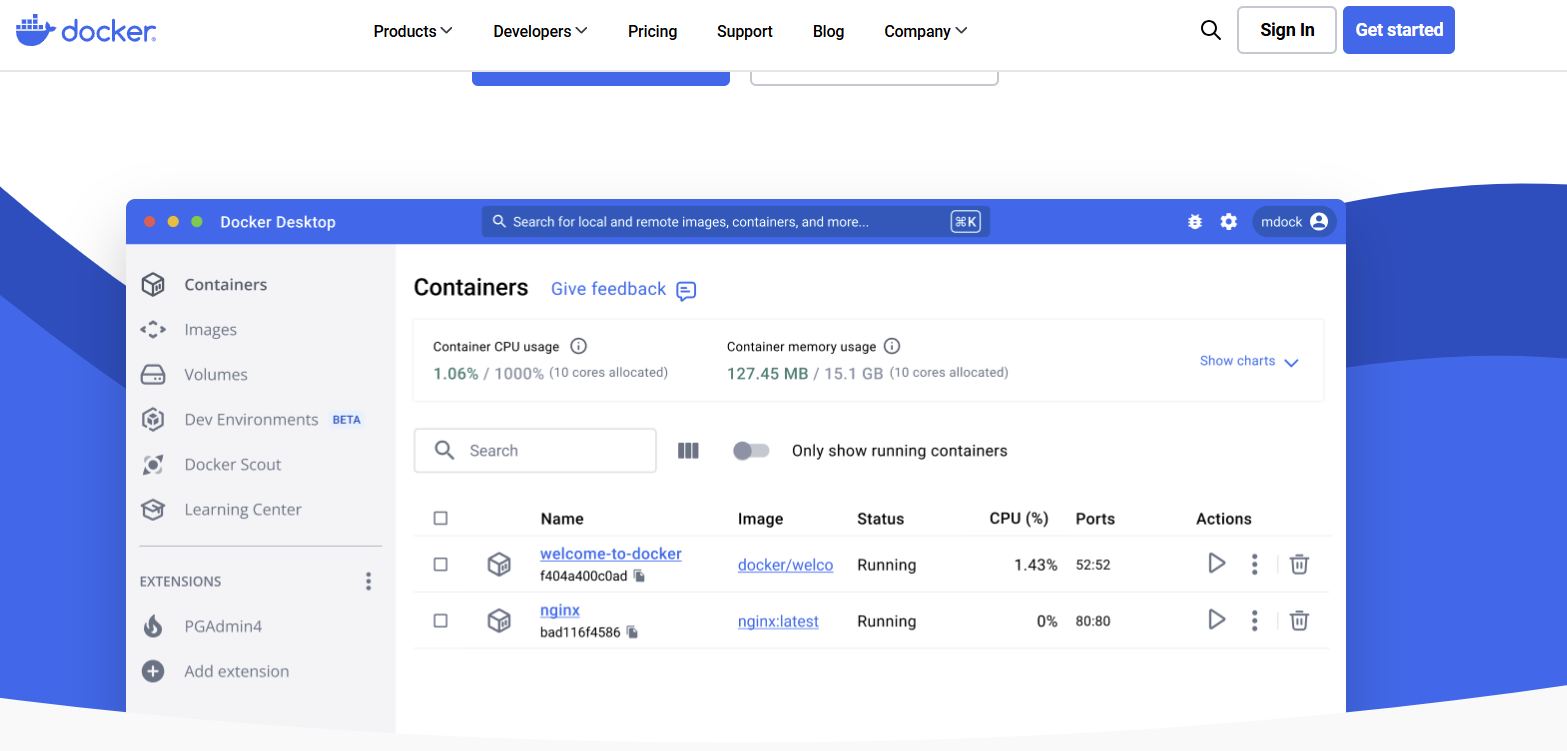 docker
Products Developers Pricing Support Blog Company Sign In Get started
Docker Desktop Search for local and remote images, containers, and more... ⌘K mdock
Containers
Images
Volumes
Dev Environments BETA
Docker Scout
Learning Center
EXTENSIONS
PGAdmin4
Add extension
Containers Give feedback
Container CPU usage Container memory usage
1.06% / 1000% (10 cores allocated) 127.45 MB / 15.1 GB (10 cores allocated) Show charts
Search Only show running containers
Name Image Status CPU (%) Ports Actions
welcome-to-docker docker/welco Running 1.43% 52:52
f404a400c0ad
nginx nginx:latest Running 0% 80:80
bad116f4586